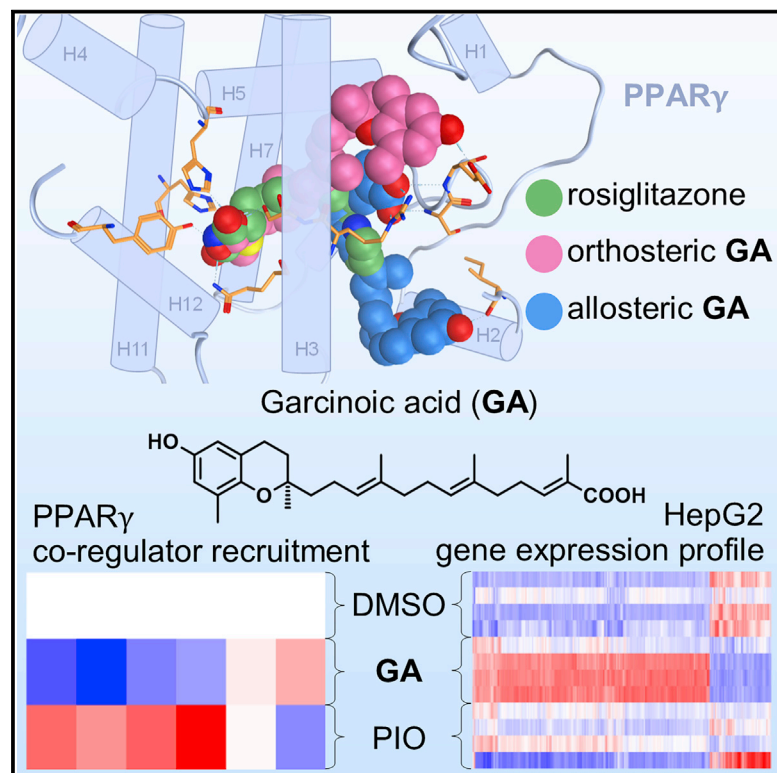 H4
H5
H1
PPARγ
H7
rosiglitazone
orthosteric GA
allosteric GA
H12
H11
H3
H2
Garcinoic acid (GA)
HO
O
COOH
PPARγ
co-regulator recruitment
HepG2
gene expression profile
DMSO
GA
PIO